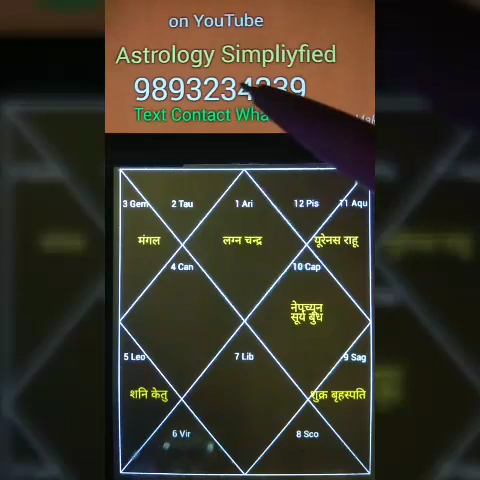 on YouTube
Astrology Simpliyfied
Text Contact
3 Gem 2 Tau 1 Ari 12 Pis 11 Aqu
मंगल लग्न चन्द्र यूरेनस राहू
4 Can 10 Cap
नेपच्यून
सूर्य बुध
5 Leo 7 Lib 9 Sag
शनि केतु शुक्र बृहस्पति
6 Vir 8 Sco